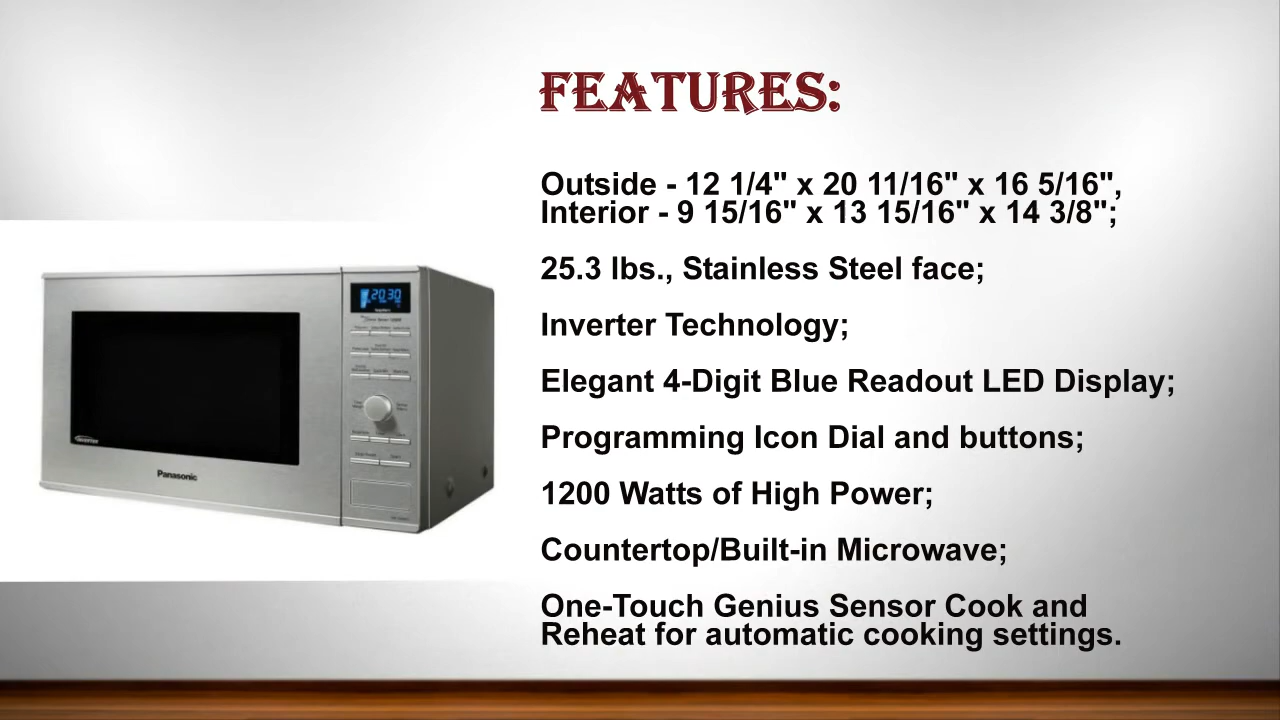 FEATURES:
Outside - 12 1/4" x 20 11/16" x 16 5/16",
Interior - 9 15/16" x 13 15/16" x 14 3/8";
25.3 lbs., Stainless Steel face;
Inverter Technology;
Elegant 4-Digit Blue Readout LED Display;
Programming Icon Dial and buttons;
1200 Watts of High Power;
Countertop/Built-in Microwave;
One-Touch Genius Sensor Cook and
Reheat for automatic cooking settings.
20:30
INVERTER
Panasonic